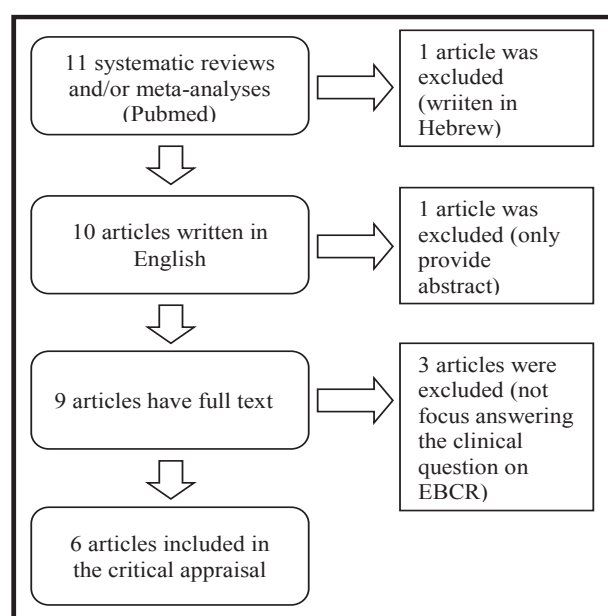 11 systematic reviews
and/or meta-analyses
(Pubmed)
1 article was
excluded
(wriiten in
Hebrew)
10 articles written in
English
1 article was
excluded (only
provide
abstract)
9 articles have full text
3 articles were
excluded (not
focus answering
the clinical
question on
EBCR)
6 articles included in
the critical appraisal